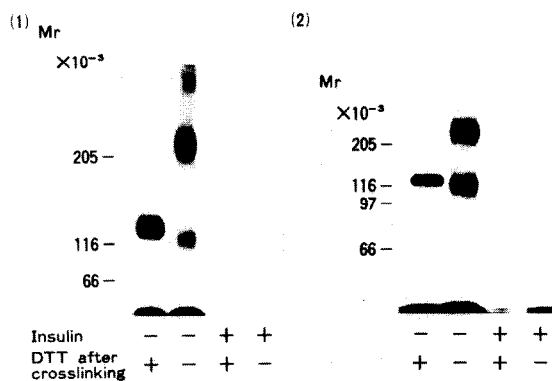 (1)
Mr
×10⁻³
205 —
116 —
66 —
(2)
Mr
×10⁻³
205 —
116 —
97 —
66 —
Insulin — — + + — — + +
DTT after crosslinking + — + — + — + —